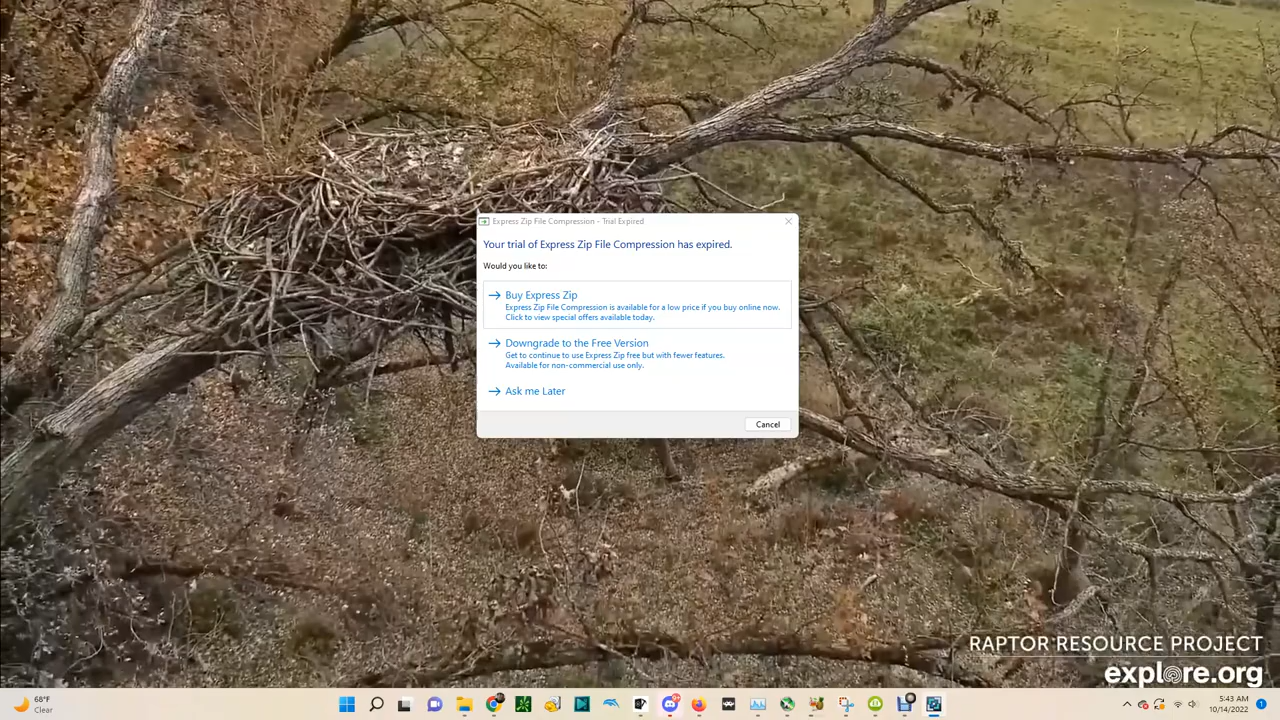 Express Zip File Compression - Trial Expired
Your trial of Express Zip File Compression has expired.
Would you like to:
Buy Express Zip
Express Zip File Compression is available for a low price if you buy online now.
Click to view special offers available today.
Downgrade to the Free Version
Get to continue to use Express Zip free but with fewer features.
Available for non-commercial use only.
Ask me Later
Cancel
RAPTOR RESOURCE PROJECT
explore.org
68°F
Clear
5:43 AM
10/14/2022